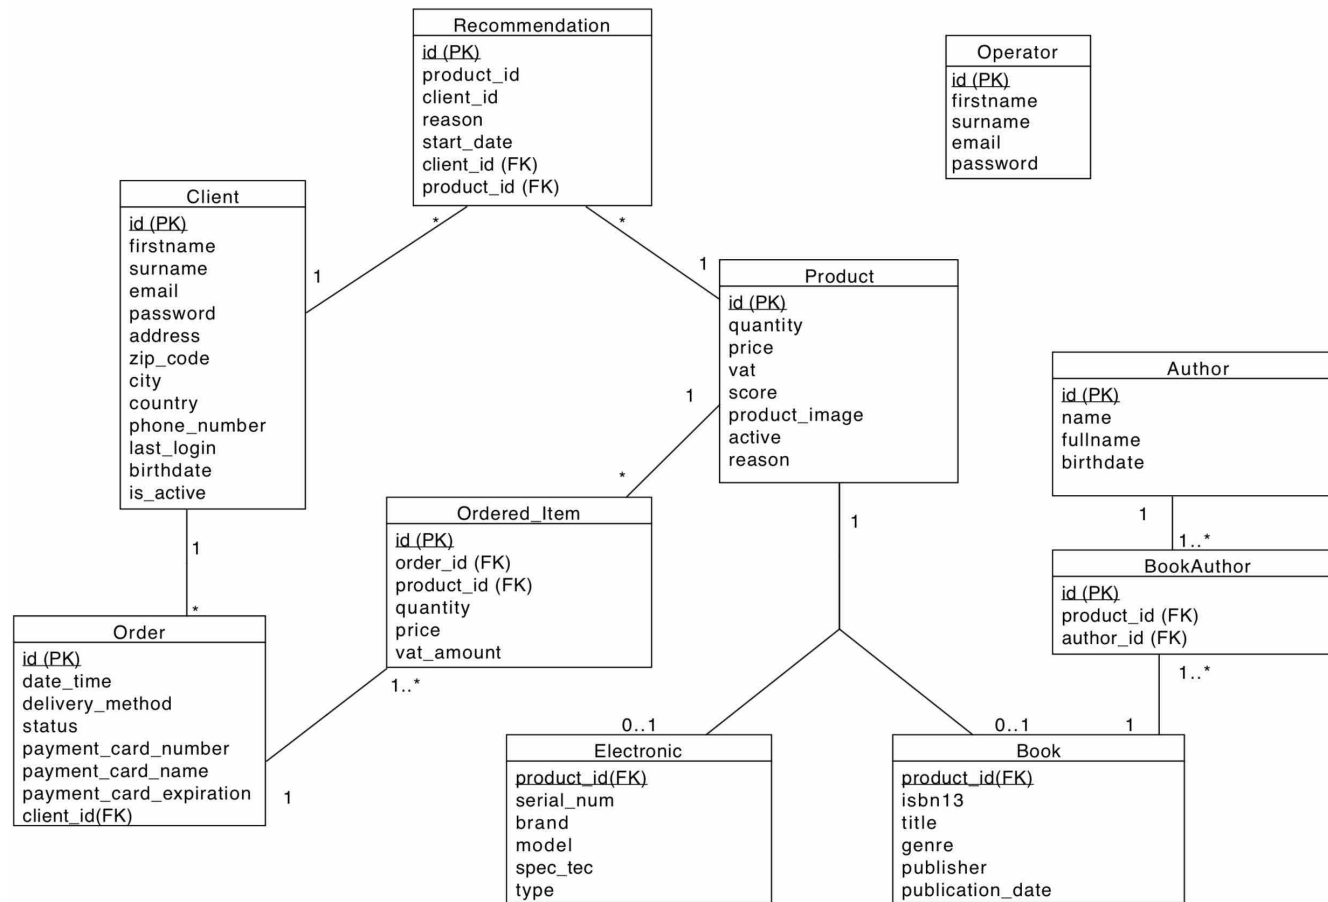 Recommendation
id (PK)
product_id
client_id
reason
start_date
client_id (FK)
product_id (FK)
Operator
id (PK)
firstname
surname
email
password
Client
id (PK)
firstname
surname
email
password
address
zip_code
city
country
phone_number
last_login
birthdate
is_active
*
*
1
1
Product
id (PK)
quantity
price
vat
score
product_image
active
reason
1
*
1
Author
id (PK)
name
fullname
birthdate
1
1..*
Ordered_Item
id (PK)
order_id (FK)
product_id (FK)
quantity
price
vat_amount
BookAuthor
id (PK)
product_id (FK)
author_id (FK)
1
*
Order
id (PK)
date_time
delivery_method
status
payment_card_number
payment_card_name
payment_card_expiration
client_id(FK)
1..*
1
0..1
0..1
1
1..*
Electronic
product_id(FK)
serial_num
brand
model
spec_tec
type
Book
product_id(FK)
isbn13
title
genre
publisher
publication_date